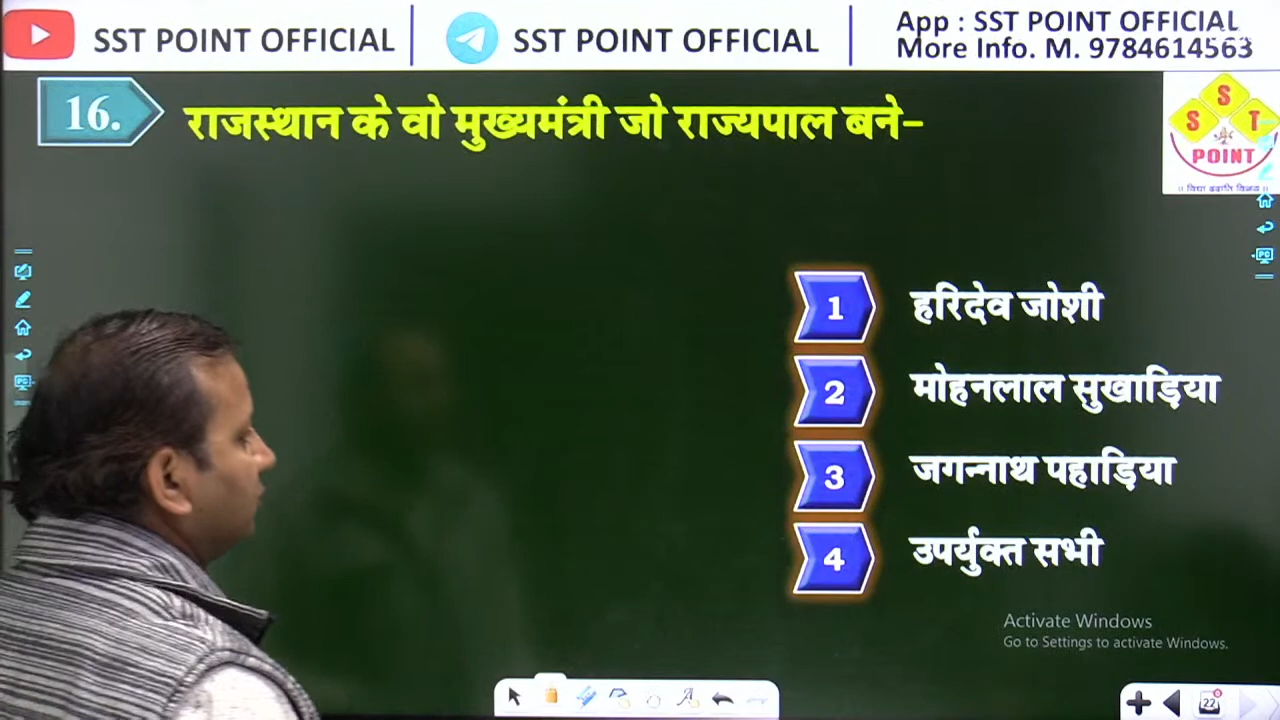 SST POINT OFFICIAL
SST POINT OFFICIAL
App : SST POINT OFFICIAL
More Info. M. 9784614563
16. राजस्थान के वो मुख्यमंत्री जो राज्यपाल बने-
S
S T
POINT
1 हरिदेव जोशी
2 मोहनलाल सुखाड़िया
3 जगन्नाथ पहाड़िया
4 उपर्युक्त सभी
Activate Windows
Go to Settings to activate Windows.
22